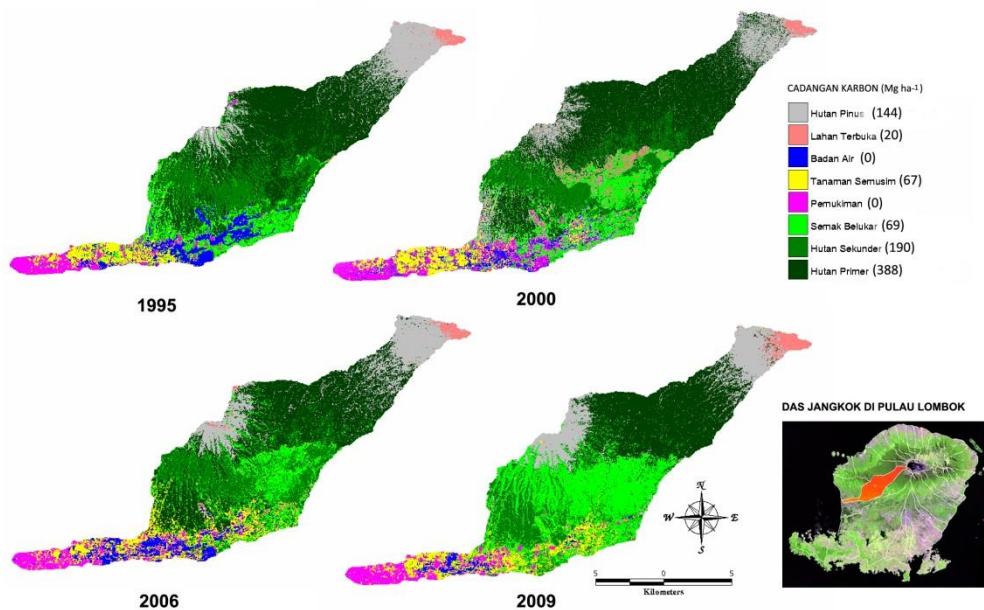 CADANGAN KARBON (Mg ha-1)
Hutan Pinus (144)
Lahan Terbuka (20)
Badan Air (0)
Tanaman Semusim (67)
Pemukiman (0)
Semak Belukar (69)
Hutan Sekunder (190)
Hutan Primer (388)
1995
2000
DAS JANGKOK DI PULAU LOMBOK
N
W E
S
5 0 5
Kilometers
2006
2009